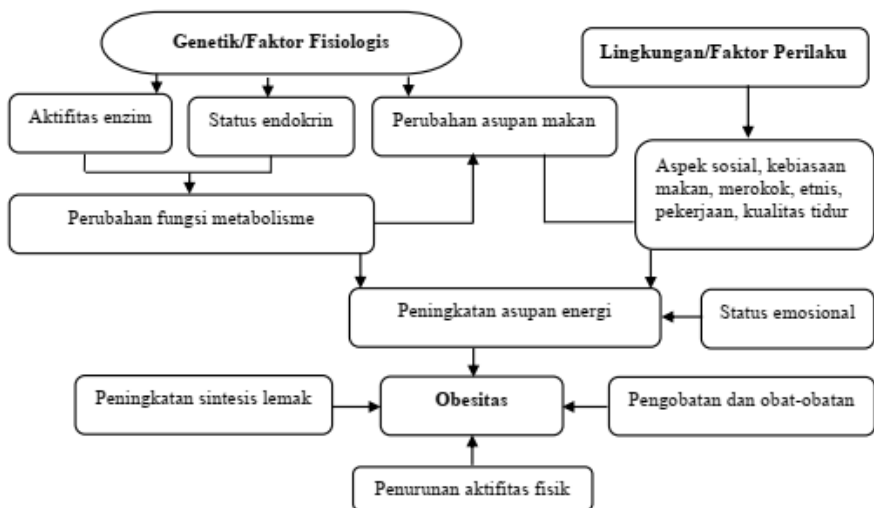 Genetik/Faktor Fisiologis
Lingkungan/Faktor Perilaku
Aktifitas enzim
Status endokrin
Perubahan asupan makan
Aspek sosial, kebiasaan
makan, merokok, etnis,
pekerjaan, kualitas tidur
Perubahan fungsi metabolisme
Peningkatan asupan energi
Status emosional
Peningkatan sintesis lemak
Obesitas
Pengobatan dan obat-obatan
Penurunan aktifitas fisik